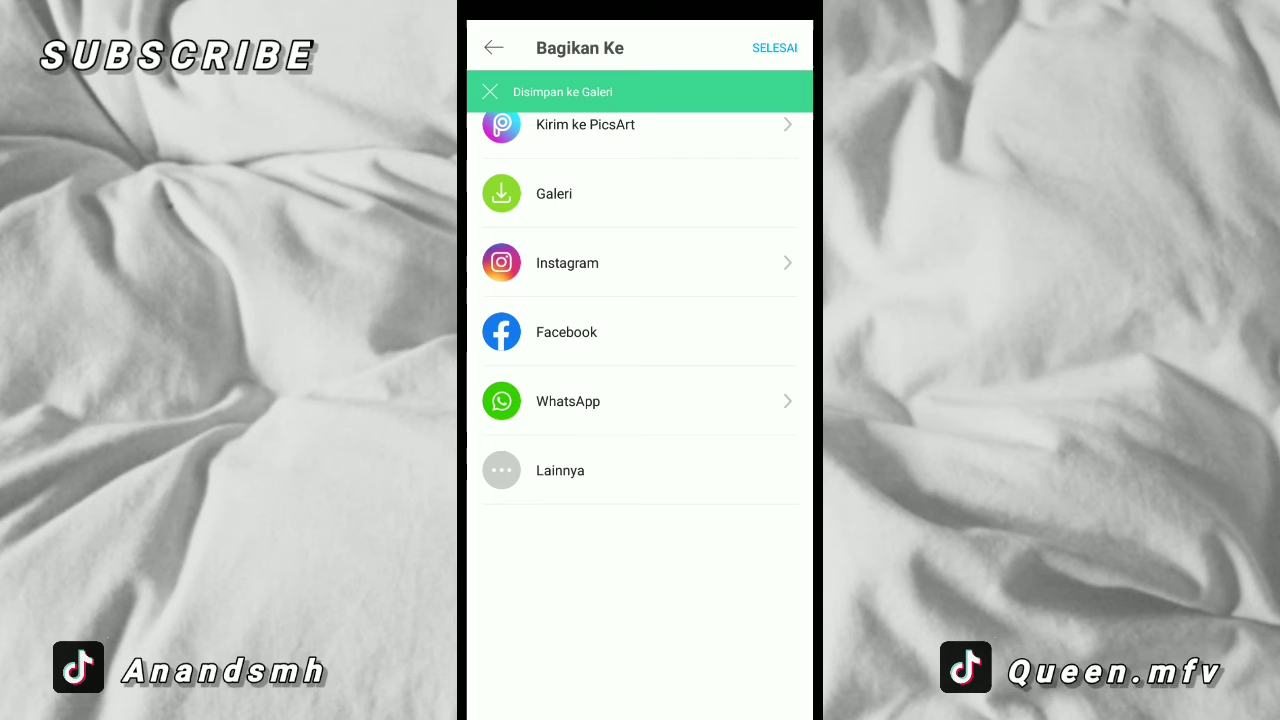 SUBSCRIBE
Bagikan Ke
SELESAI
Disimpan ke Galeri
Kirim ke PicsArt
Galeri
Instagram
Facebook
WhatsApp
Lainnya
Anandsmh
Queen.mfv